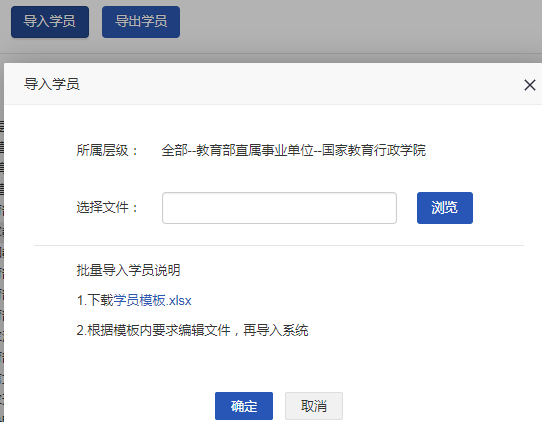 导入学员 导出学员
导入学员
所属层级： 全部--教育部直属事业单位--国家教育行政学院
选择文件： 浏览
批量导入学员说明
1.下载学员模板.xlsx
2.根据模板内要求编辑文件，再导入系统
确定 取消